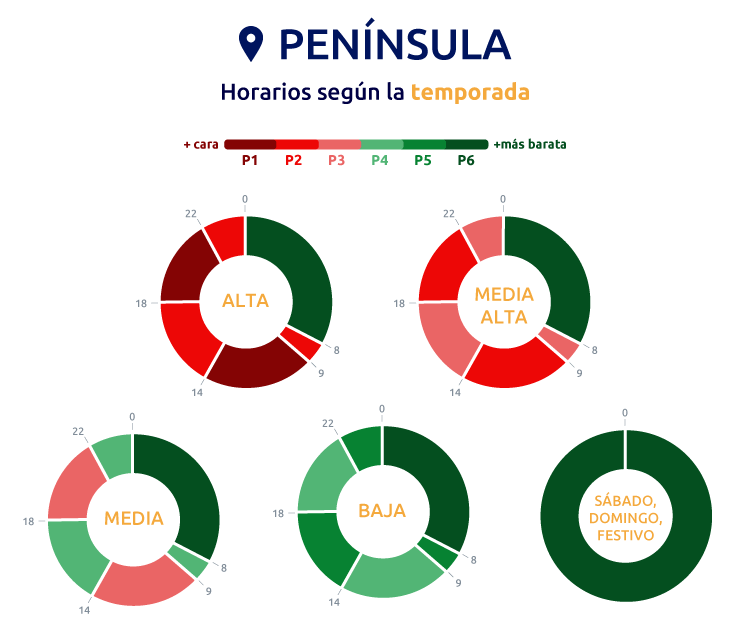 PENÍNSULA
Horarios según la temporada
+ cara
+más barata
P1 P2 P3 P4 P5 P6
0
22
18
14
9
8
ALTA
0
22
18
14
9
8
MEDIA
ALTA
0
22
18
14
9
8
MEDIA
0
22
18
14
9
8
BAJA
0
SÁBADO,
DOMINGO,
FESTIVO